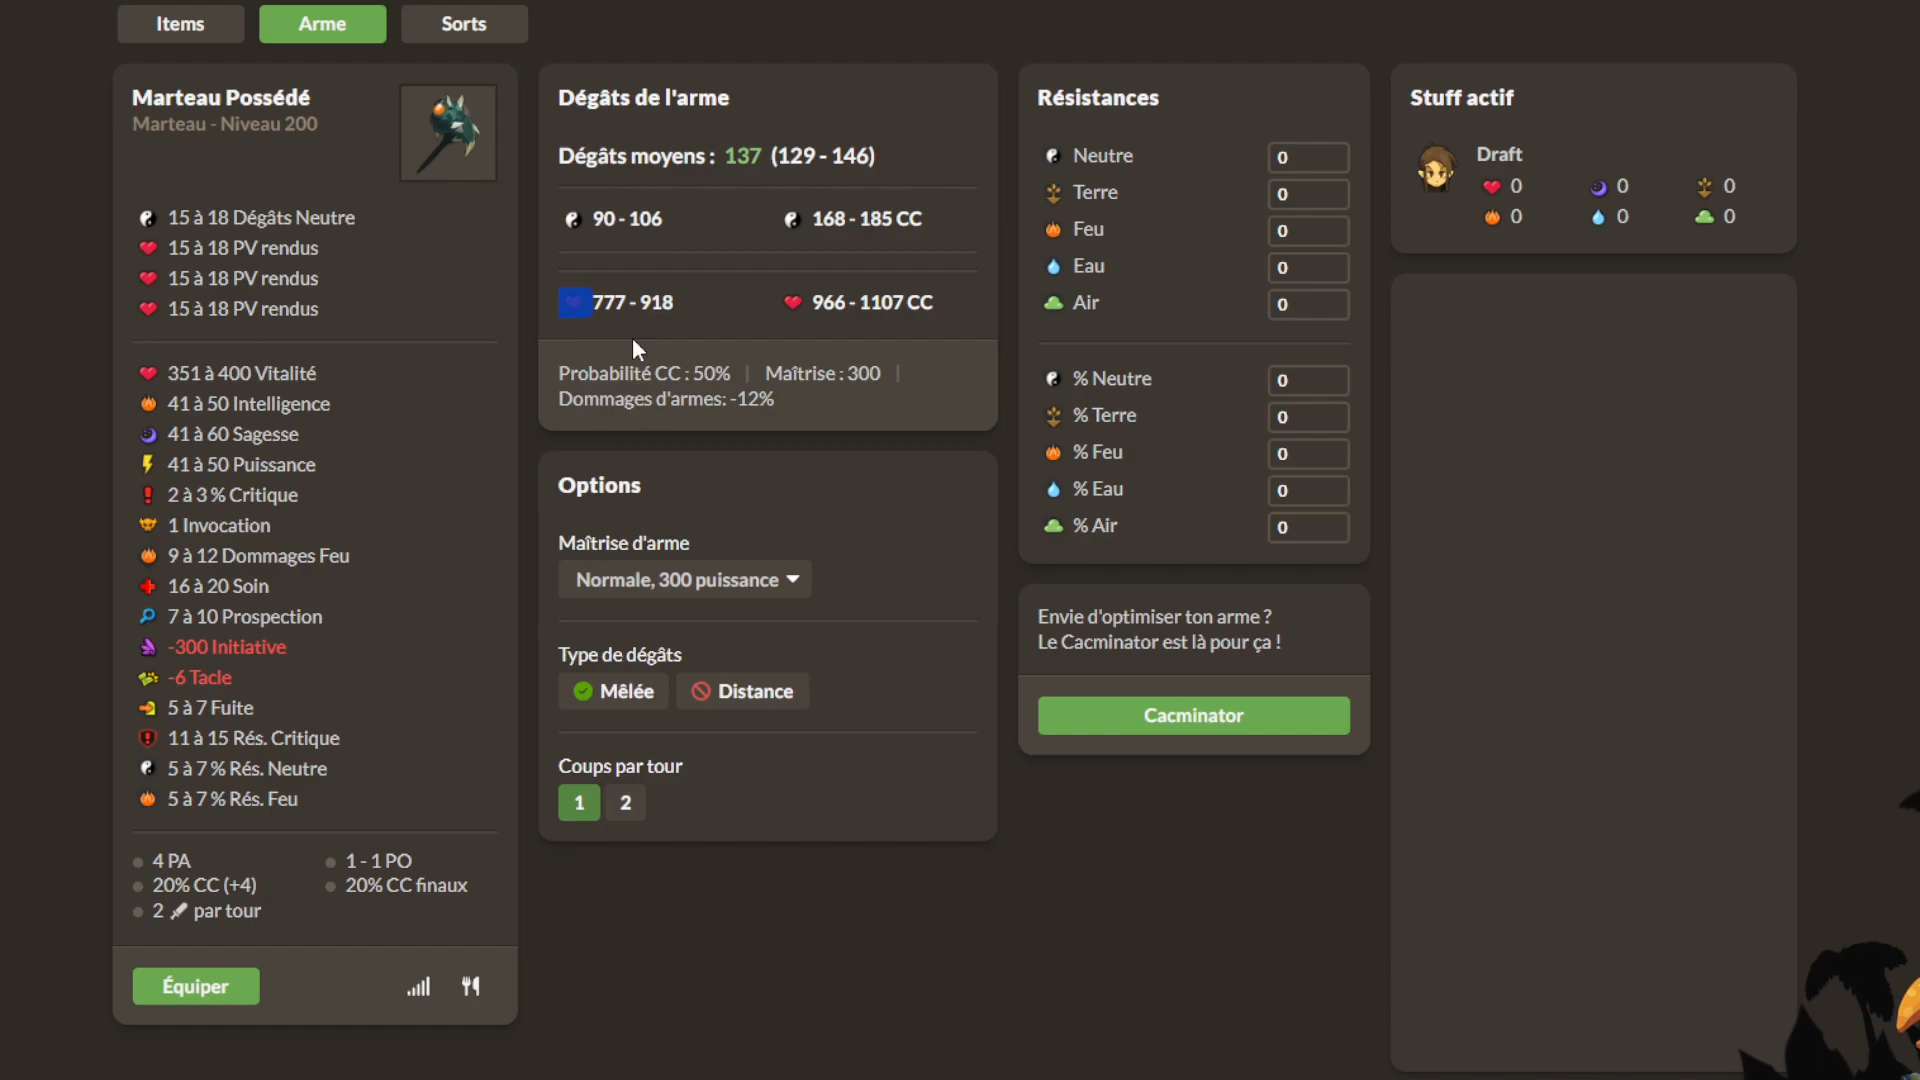 Items
Arme
Sorts
Marteau Possédé
Marteau - Niveau 200
15 à 18 Dégâts Neutre
15 à 18 PV rendus
15 à 18 PV rendus
15 à 18 PV rendus
351 à 400 Vitalité
41 à 50 Intelligence
41 à 60 Sagesse
41 à 50 Puissance
2 à 3 % Critique
1 Invocation
9 à 12 Dommages Feu
16 à 20 Soin
7 à 10 Prospection
-300 Initiative
-6 Tacle
5 à 7 Fuite
11 à 15 Rés. Critique
5 à 7 % Rés. Neutre
5 à 7 % Rés. Feu
4 PA
1 - 1 PO
20% CC (+4)
20% CC finaux
2 par tour
Équiper
Dégâts de l'arme
Dégâts moyens : 137 (129 - 146)
90 - 106
168 - 185 CC
777 - 918
966 - 1107 CC
Probabilité CC : 50% | Maîtrise : 300 |
Dommages d'armes: -12%
Options
Maîtrise d'arme
Normale, 300 puissance
Type de dégâts
Mêlée
Distance
Coups par tour
1
2
Résistances
Neutre 0
Terre 0
Feu 0
Eau 0
Air 0
% Neutre 0
% Terre 0
% Feu 0
% Eau 0
% Air 0
Envie d'optimiser ton arme ?
Le Cacminator est là pour ça !
Cacminator
Stuff actif
Draft
0 0 0
0 0 0